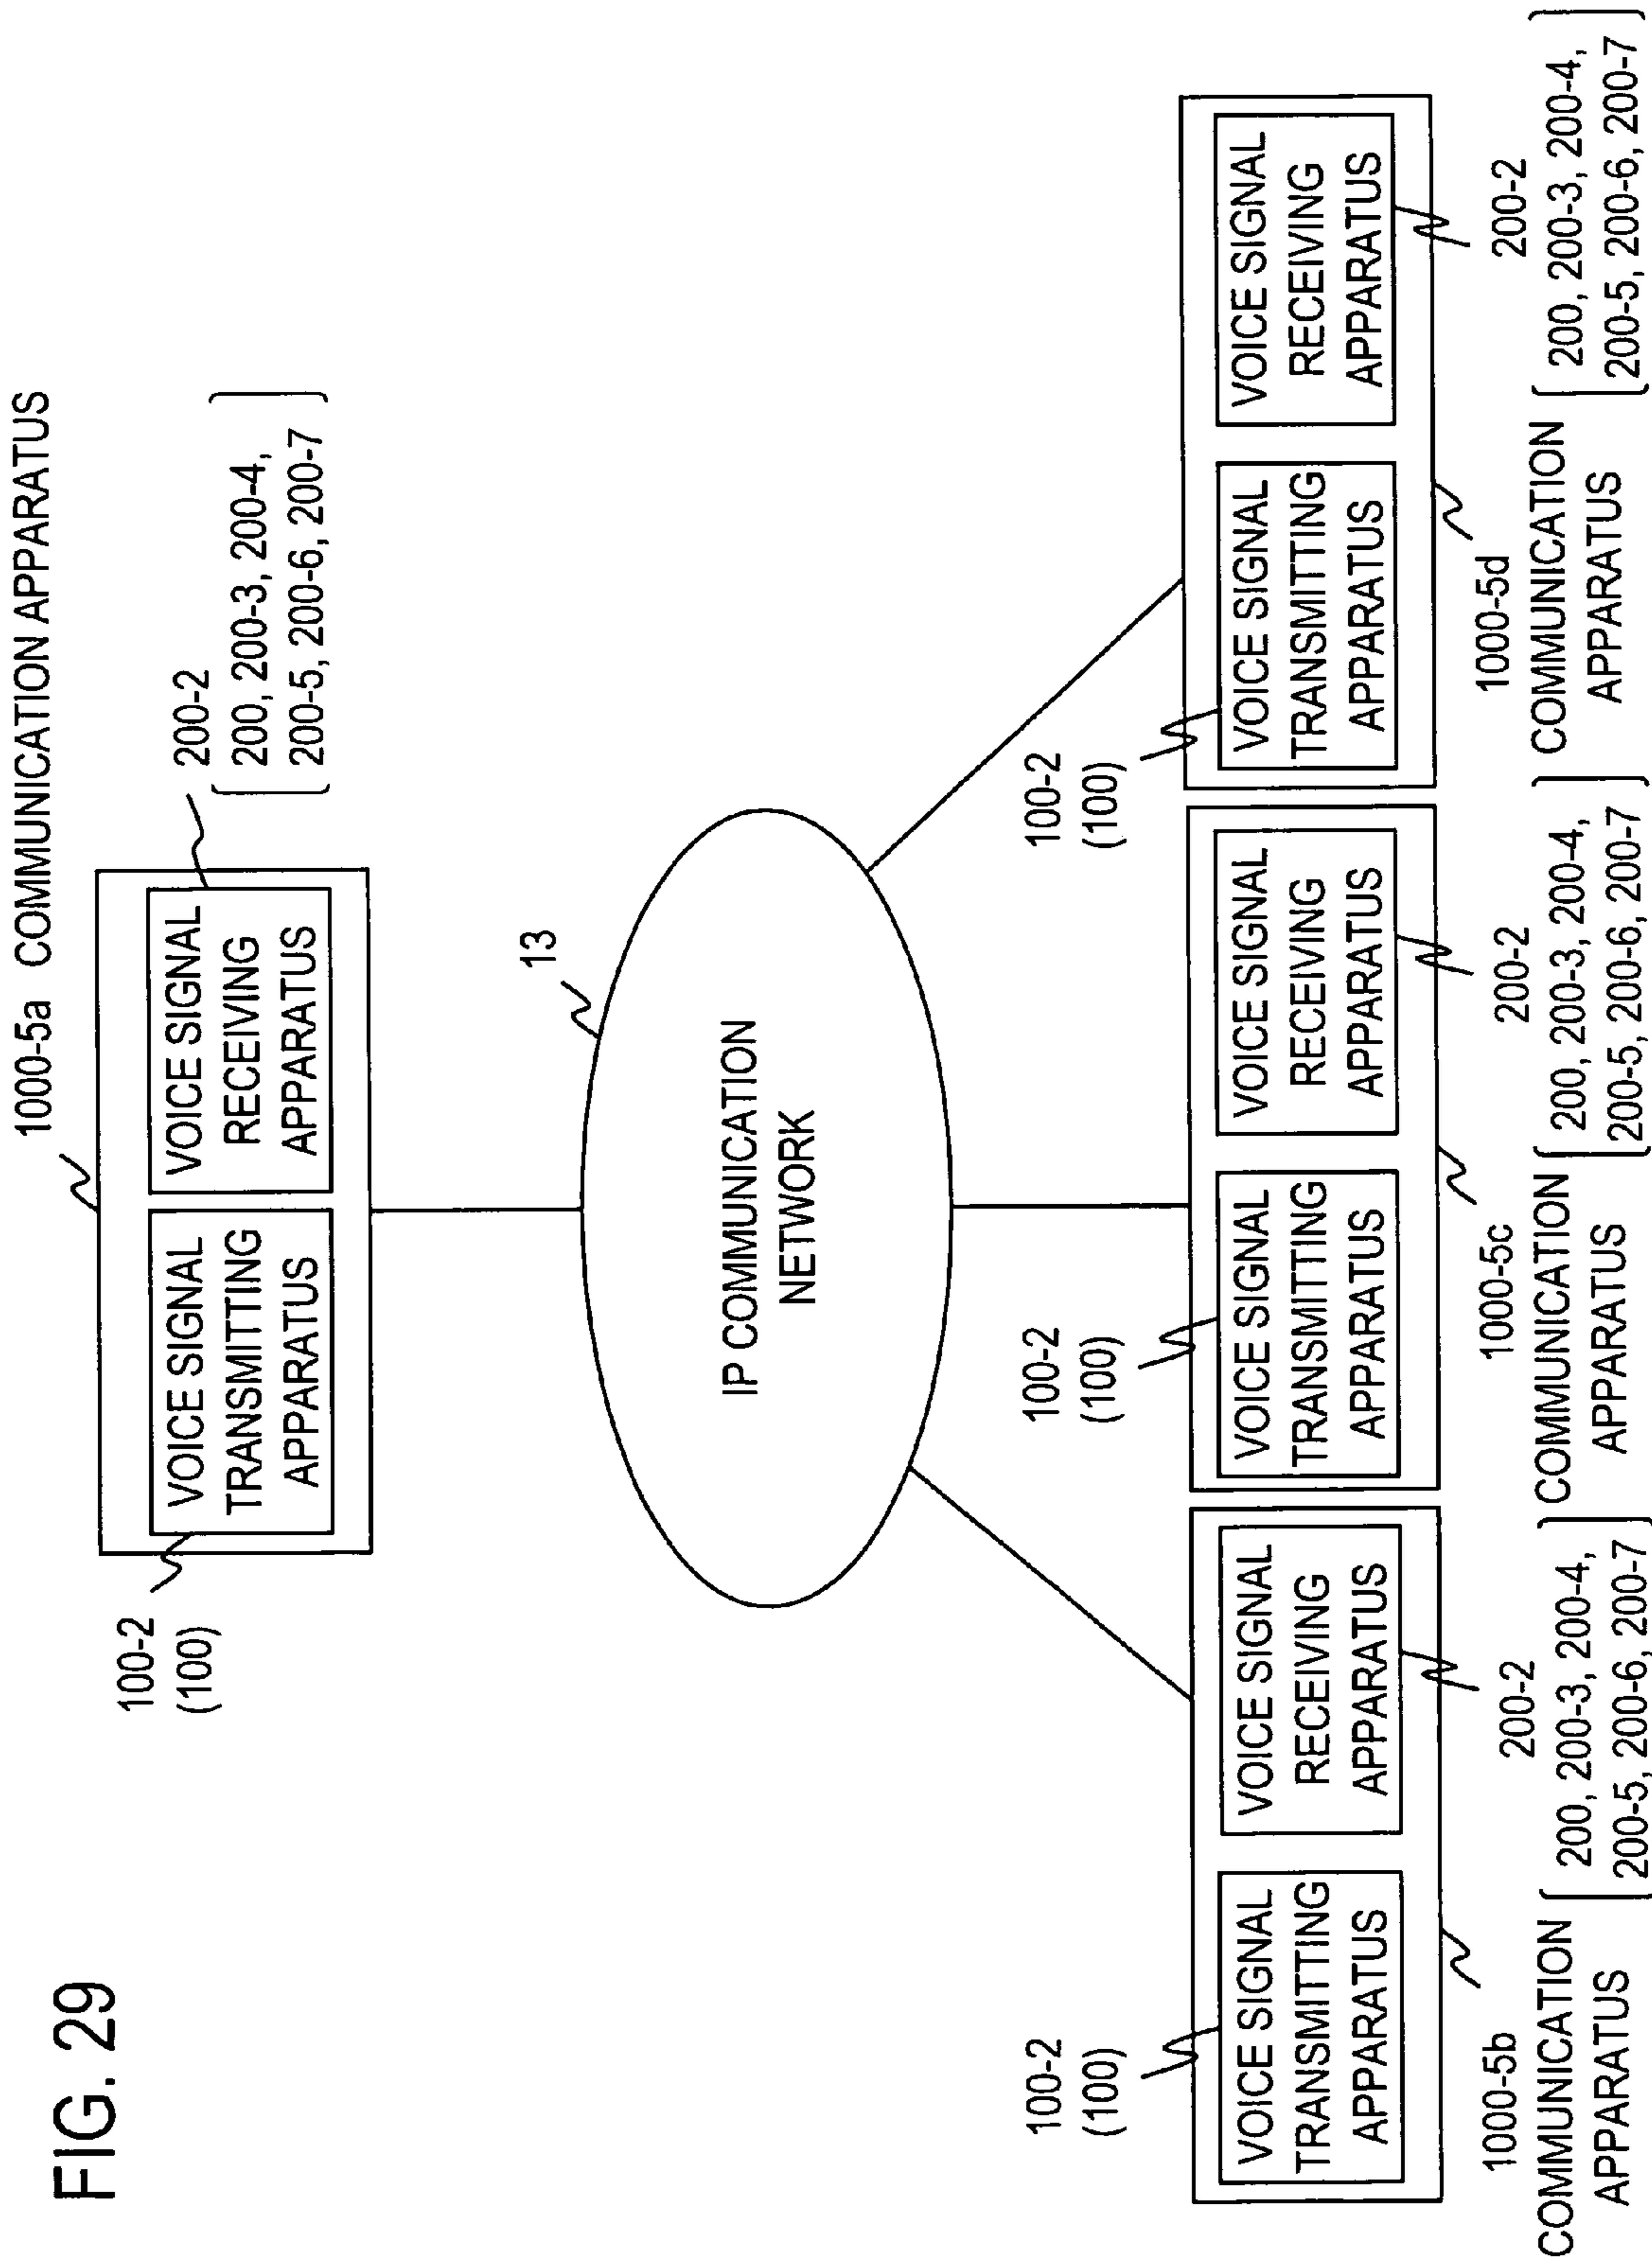 FIG. 29
1000-5a COMMUNICATION APPARATUS
100-2
(100)
VOICE SIGNAL
TRANSMITTING
APPARATUS
VOICE SIGNAL
RECEIVING
APPARATUS
200-2
200, 200-3, 200-4,
200-5, 200-6, 200-7
13
IP COMMUNICATION
NETWORK
100-2
(100)
VOICE SIGNAL
TRANSMITTING
APPARATUS
VOICE SIGNAL
RECEIVING
APPARATUS
1000-5b
COMMUNICATION
APPARATUS
200-2
200, 200-3, 200-4,
200-5, 200-6, 200-7
100-2
(100)
VOICE SIGNAL
TRANSMITTING
APPARATUS
VOICE SIGNAL
RECEIVING
APPARATUS
1000-5c
COMMUNICATION
APPARATUS
200-2
200, 200-3, 200-4,
200-5, 200-6, 200-7
100-2
(100)
VOICE SIGNAL
TRANSMITTING
APPARATUS
VOICE SIGNAL
RECEIVING
APPARATUS
1000-5d
COMMUNICATION
APPARATUS
200-2
200, 200-3, 200-4,
200-5, 200-6, 200-7